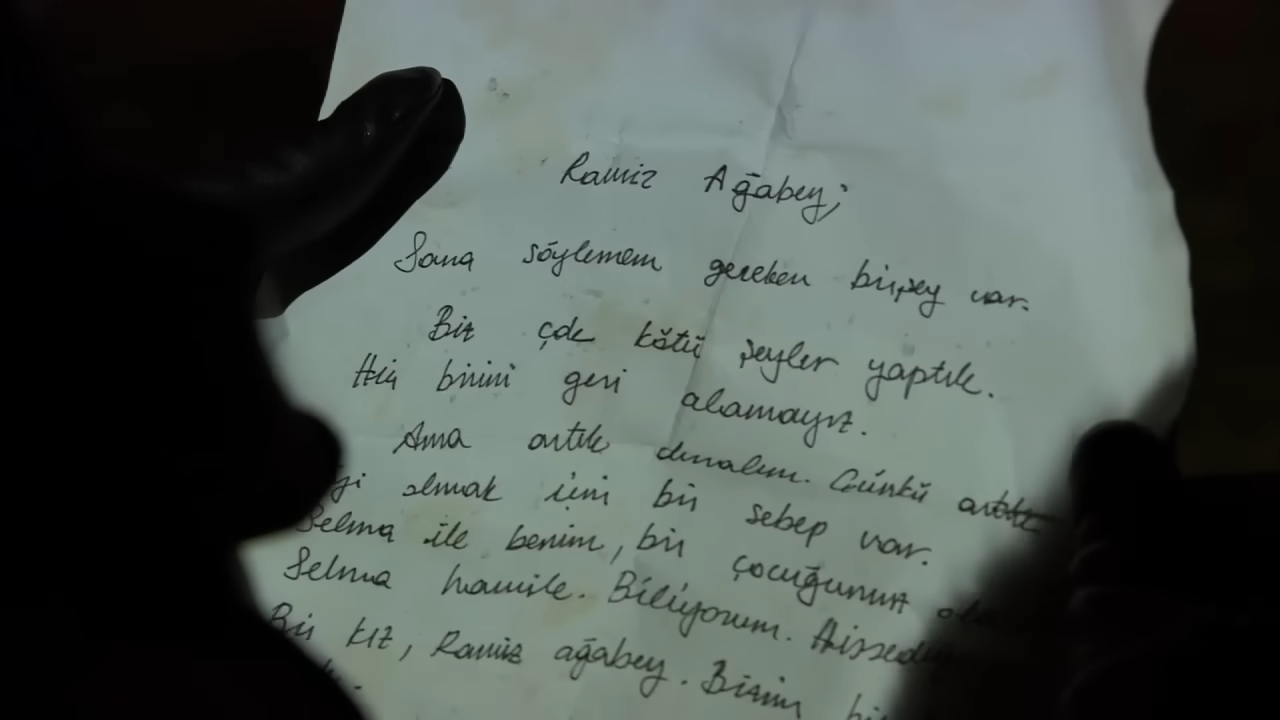 Ramiz Ağabey;
Sana söylemem gereken birşey var.
Biz çok kötü şeyler yaptık.
Hiç birini geri alamayız.
Ama artık duralım. Çünkü artık
iyi olmak için bir sebep var.
Selma ile benim, bir çocuğumuz
Selma hamile. Biliyorum.
Bir kız, Ramiz ağabey. Bizim